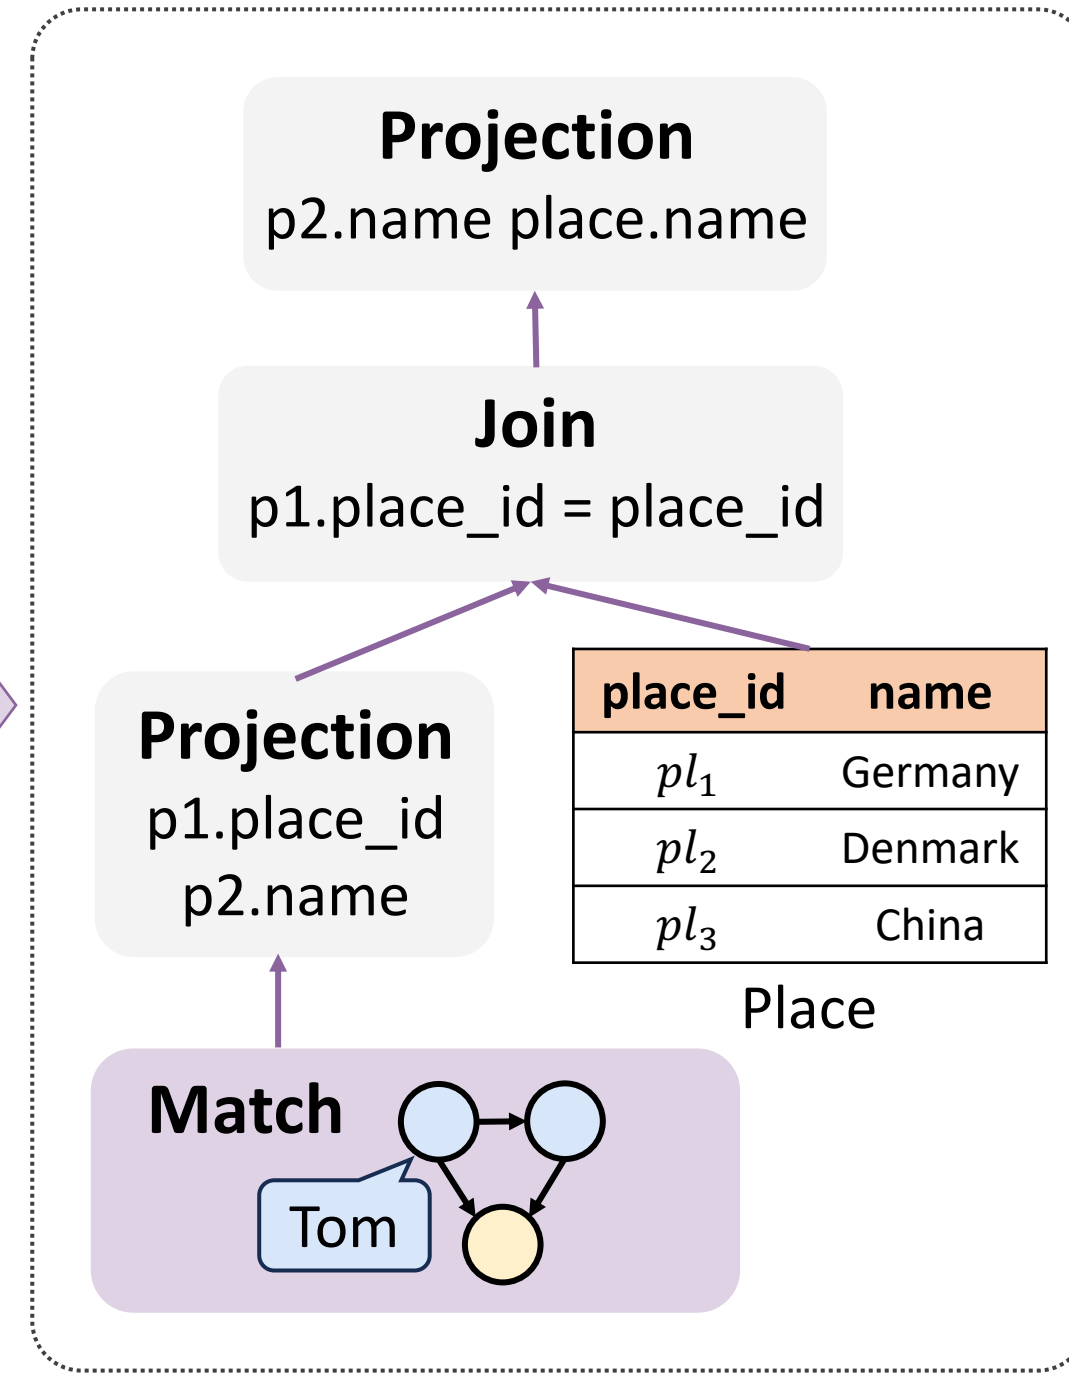 Projection
p2.name place.name
Join
p1.place_id = place_id
Projection
p1.place_id
p2.name
place_id name
pl₁ Germany
pl₂ Denmark
pl₃ China
Place
Match
Tom